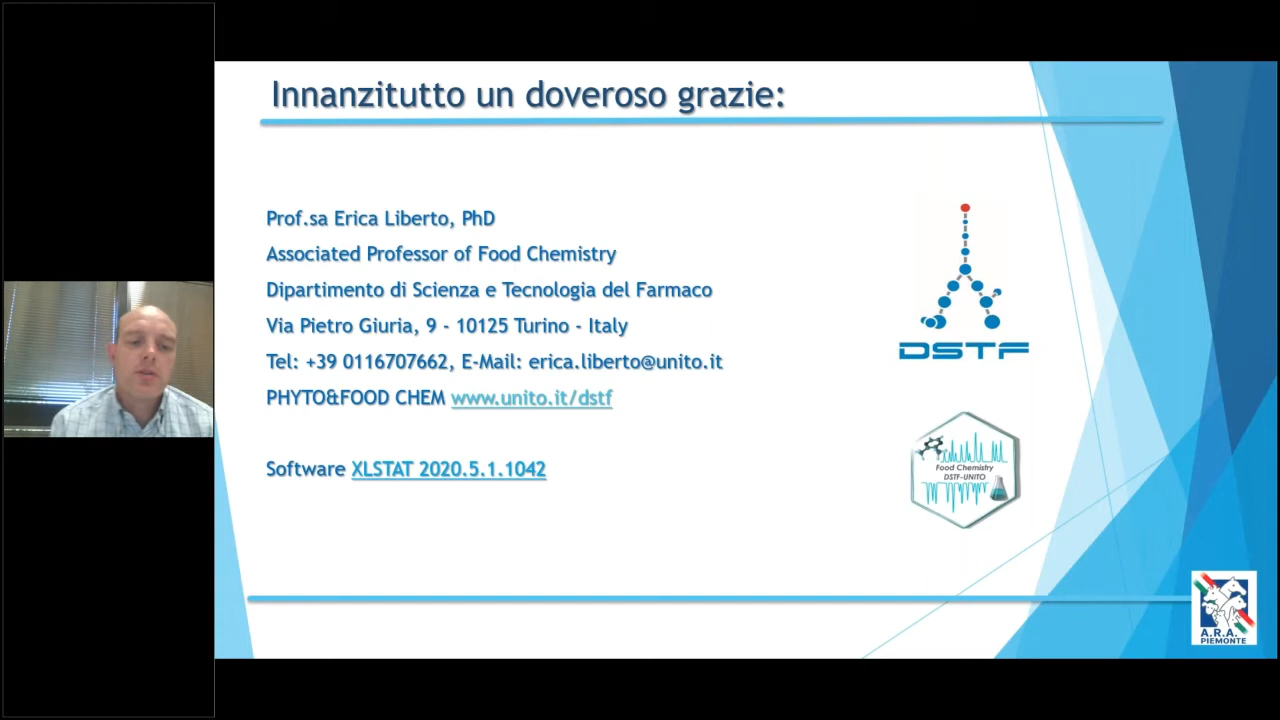 Innanzitutto un doveroso grazie:
Prof.sa Erica Liberto, PhD
Associated Professor of Food Chemistry
Dipartimento di Scienza e Tecnologia del Farmaco
Via Pietro Giuria, 9 - 10125 Turino - Italy
Tel: +39 0116707662, E-Mail: erica.liberto@unito.it
PHYTO&FOOD CHEM www.unito.it/dstf
Software XLSTAT 2020.5.1.1042
DSTF
Food Chemistry
DSTF-UNITO
A.R.A.
PIEMONTE